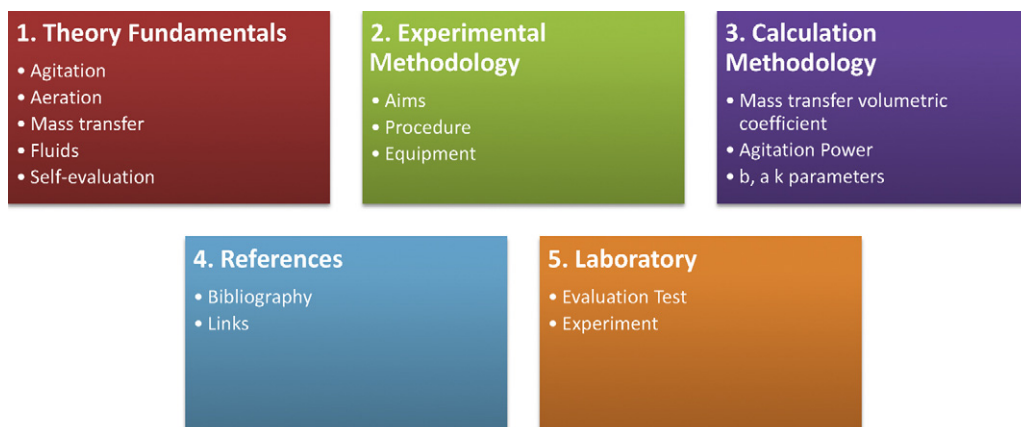 1. Theory Fundamentals
• Agitation
• Aeration
• Mass transfer
• Fluids
• Self-evaluation
2. Experimental
Methodology
• Aims
• Procedure
• Equipment
3. Calculation
Methodology
• Mass transfer volumetric
coefficient
• Agitation Power
• b, a k parameters
4. References
• Bibliography
• Links
5. Laboratory
• Evaluation Test
• Experiment